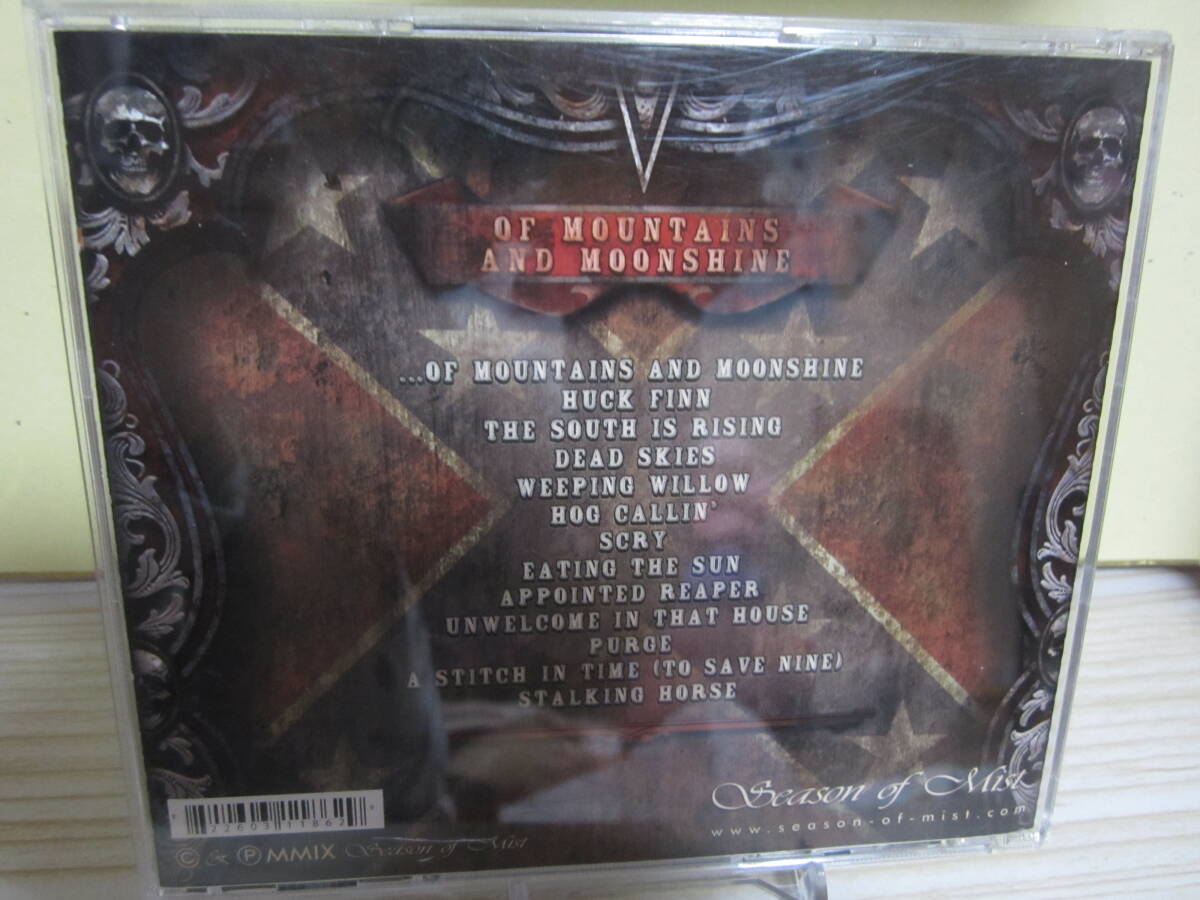 OF MOUNTAINS
AND MOONSHINE
...OF MOUNTAINS AND MOONSHINE
HUCK FINN
THE SOUTH IS RISING
DEAD SKIES
WEEPING WILLOW
HOG CALLIN'
SCRY
EATING THE SUN
APPOINTED REAPER
UNWELCOME IN THAT HOUSE
PURGE
A STITCH IN TIME (TO SAVE NINE)
STALKING HORSE
Season of Mist
www.season-of-mist.com
22603 11862
© & ℗ MMIX Season of Mist